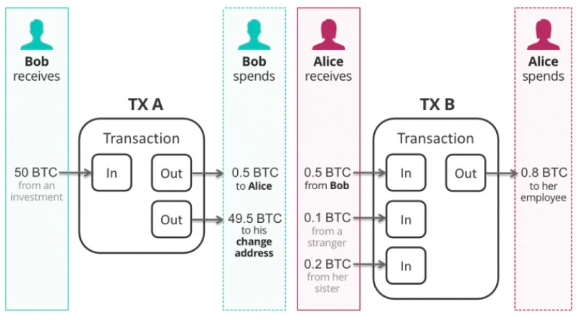 Bob
receives
Bob
spends
Alice
receives
Alice
spends
TX A
Transaction
50 BTC
from an
investment
In
Out
0.5 BTC
to Alice
Out
49.5 BTC
to his
change
address
TX B
Transaction
0.5 BTC
from Bob
In
Out
0.8 BTC
to her
employee
0.1 BTC
from a
stranger
In
0.2 BTC
from her
sister
In